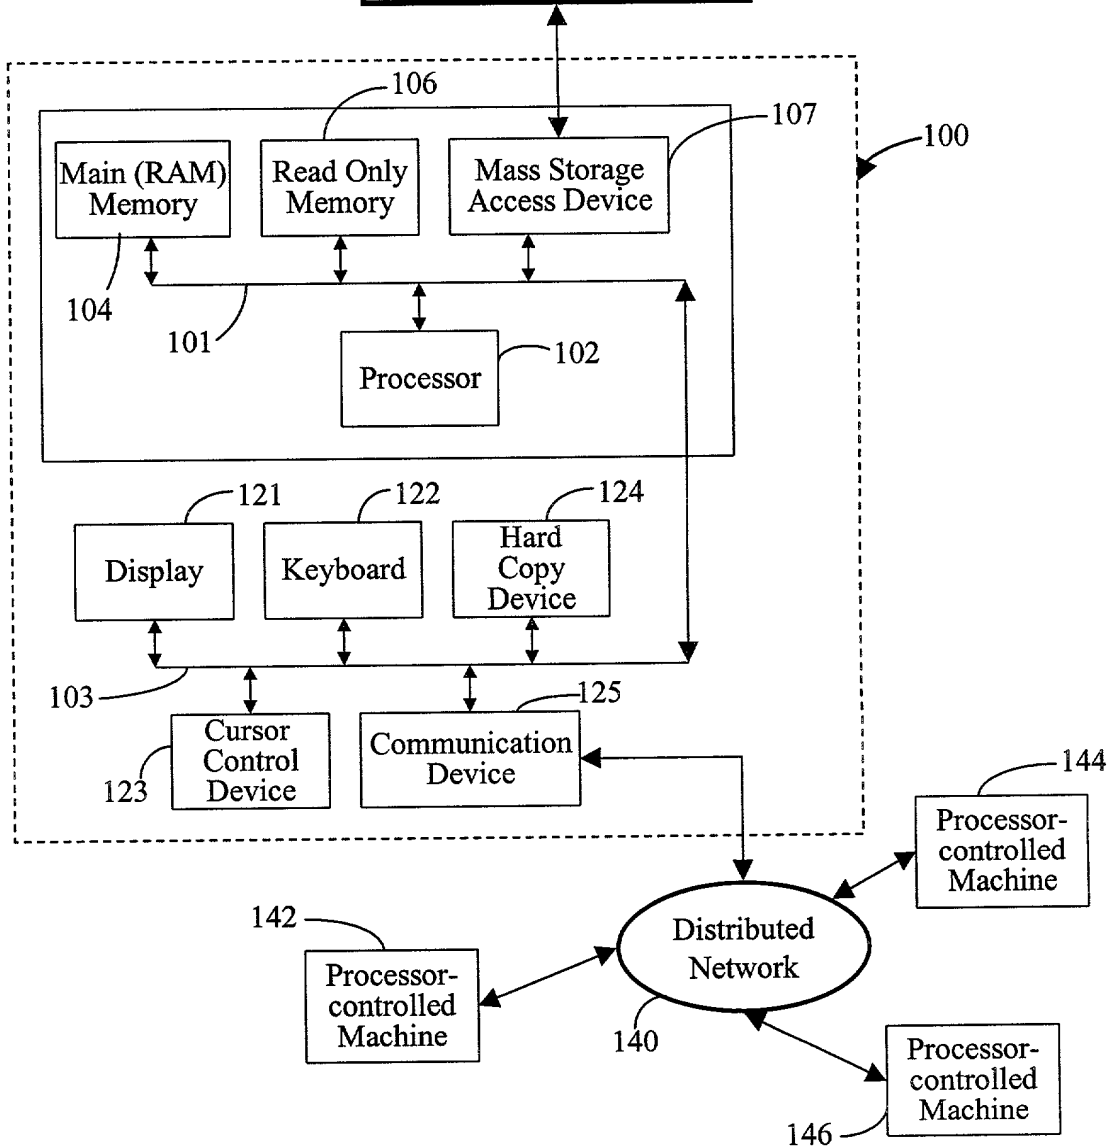 106
107
100
Main (RAM)
Memory
Read Only
Memory
Mass Storage
Access Device
104
101
102
Processor
121
122
124
Display
Keyboard
Hard
Copy
Device
103
125
Cursor
Control
Device
123
Communication
Device
144
Processor-
controlled
Machine
142
Distributed
Network
Processor-
controlled
Machine
140
Processor-
controlled
Machine
146